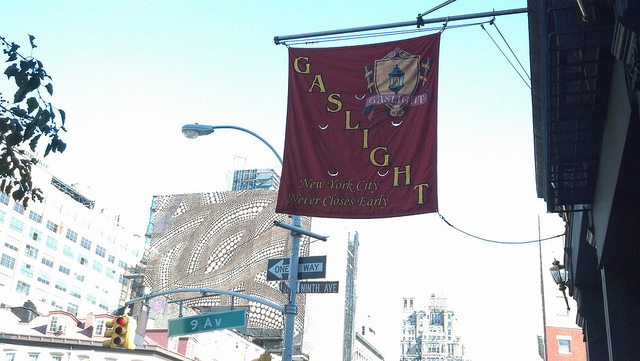 GASLIGHT
GASLIGHT
New York City
Never Closes Early
ONE WAY
NINTH AVE
9 Av